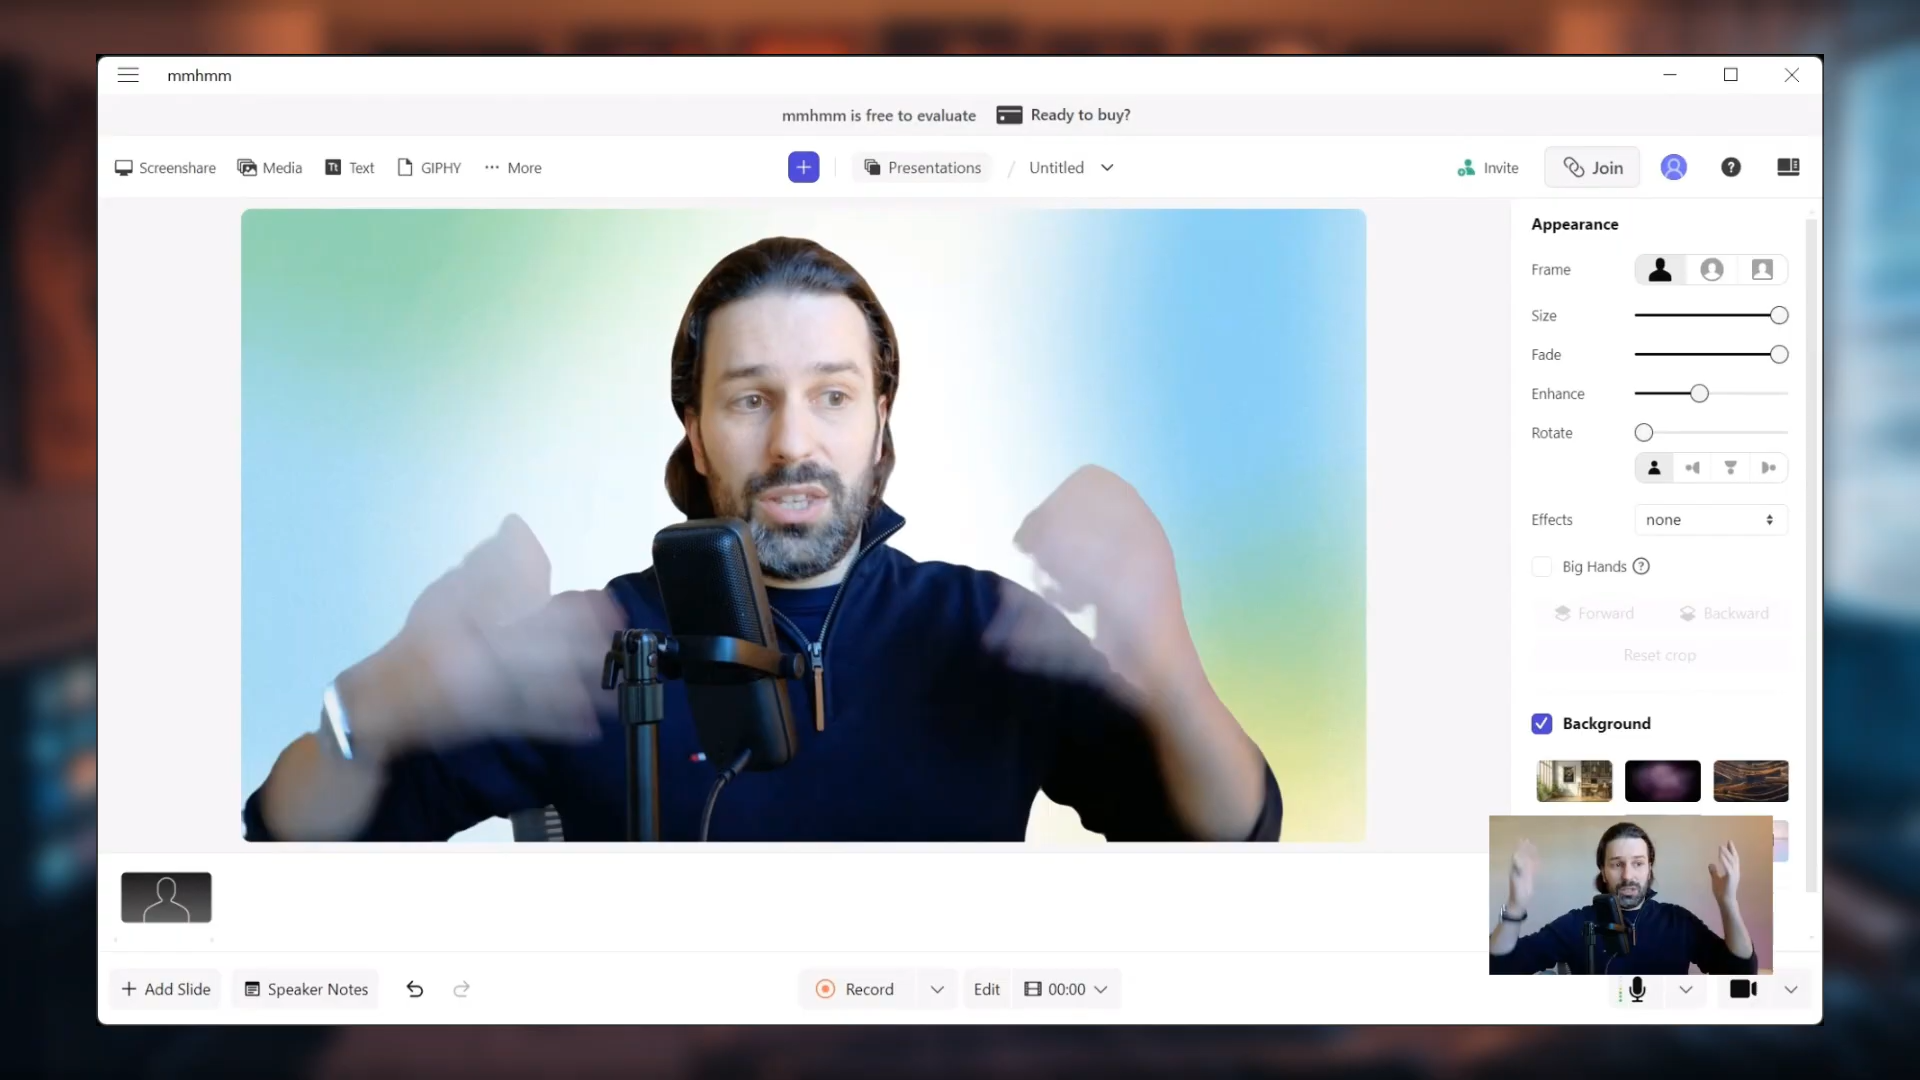 mmhmm
mmhmm is free to evaluate Ready to buy?
Screenshare Media Tt Text GIPHY ... More Presentations / Untitled Invite Join ?
Appearance
Frame
Size
Fade
Enhance
Rotate
Effects none
Big Hands ?
Forward Backward
Reset crop
Background
+ Add Slide Speaker Notes Record Edit 00:00